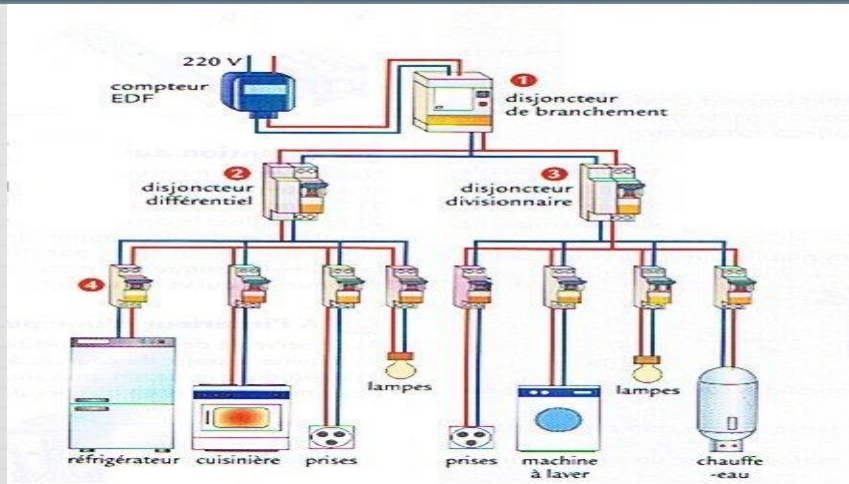 220 V
compteur
EDF
1
disjoncteur
de branchement
2
disjoncteur
différentiel
3
disjoncteur
divisionnaire
4
lampes
lampes
réfrigérateur
cuisinière
prises
prises
machine
à laver
chauffe
-eau